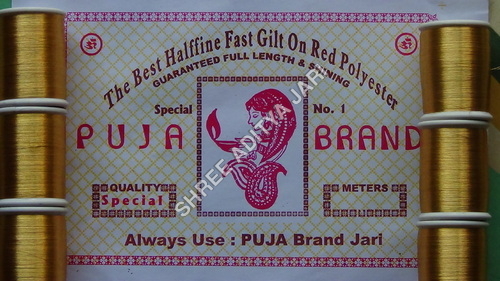 ॐ ॐ
The Best Halffine Fast Gilt On Red Polyester
GUARANTEED FULL LENGTH & SHINING
Special No. 1
PUJA BRAND
QUALITY METERS
Special
Always Use : PUJA Brand Jari
SHREE ADITYA JARI